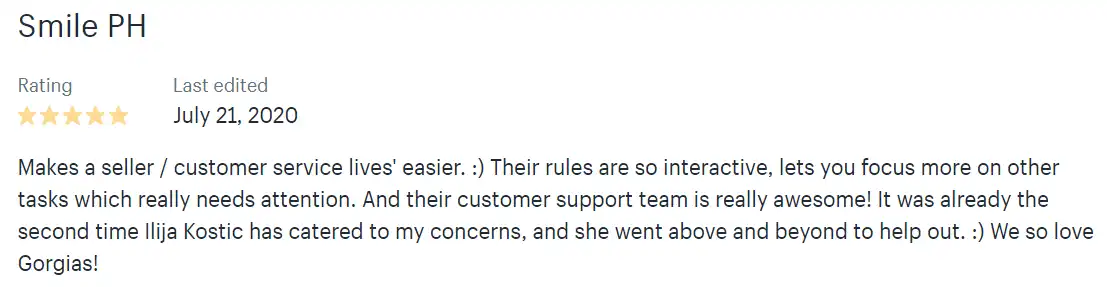 Smile PH
Rating
Last edited
July 21, 2020
Makes a seller / customer service lives' easier. :) Their rules are so interactive, lets you focus more on other
tasks which really needs attention. And their customer support team is really awesome! It was already the
second time Ilija Kostic has catered to my concerns, and she went above and beyond to help out. :) We so love
Gorgias!